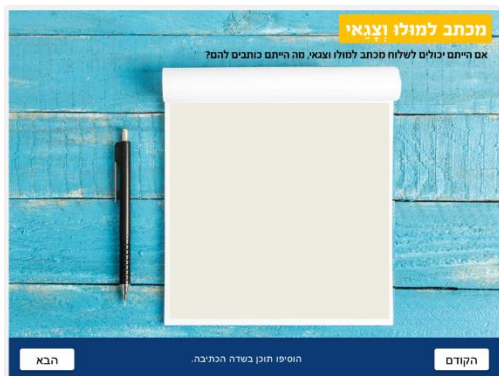 מכתב למולו וְצָגַאי
אם הייתם יכולים לשלוח מכתב למולו וצגאי, מה הייתם כותבים להם?
הקודם
הוסיפו תוכן בשדה הכתיבה.
הבא